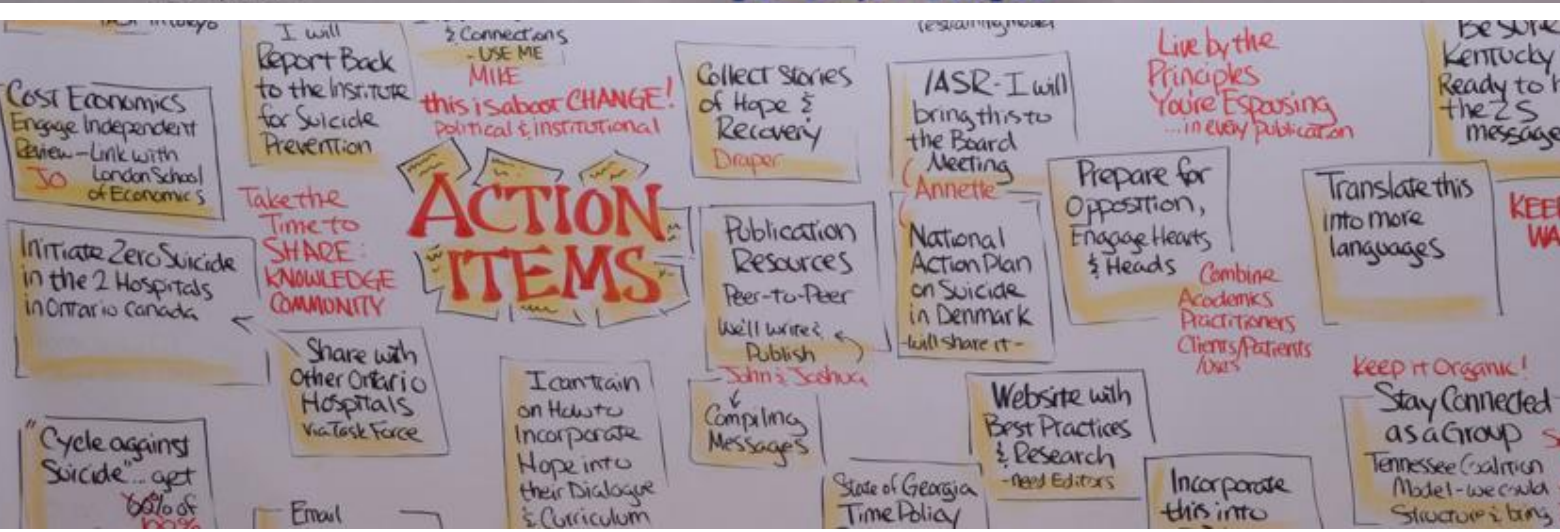 I will
Report Back
to the Institute
for Suicide
Prevention
& Connections
- USE ME
MIKE
this is about CHANGE!
Political & institutional
Collect Stories
of Hope &
Recovery
Draper
IASR - I will
bring this to
the Board
Meeting
Annette
Live by the
Principles
You're Espousing
...in every publication
Be sure
Kentucky
Ready to
the ZS
message
Cost Economics
Engage Independent
Review - Link with
JO London School
of Economics
Take the
Time to
SHARE:
KNOWLEDGE
COMMUNITY
ACTION
ITEMS
Initiate Zero Suicide
in the 2 Hospitals
in Ontario Canada
Share with
Other Ontario
Hospitals
via Task Force
Publication
Resources
Peer-to-Peer
We'll write &
Publish
John & Joshua
Compiling
Messages
National
Action Plan
on Suicide
in Denmark
- will share it -
Prepare for
Opposition,
Engage Hearts
& Heads
Combine
Academics
Practitioners
Clients/Patients
/Users
Translate this
into more
languages
KEE
WA
"Cycle against
Suicide"... get
of
100%
Email
I can train
on How to
Incorporate
Hope into
their Dialogue
& Curriculum
State of Georgia
Time Policy
Website with
Best Practices
& Research
- need Editors
Incorporate
this into
Keep it Organic!
Stay Connected
as a Group
Tennessee Coalition
Model - we could
Structure & bring